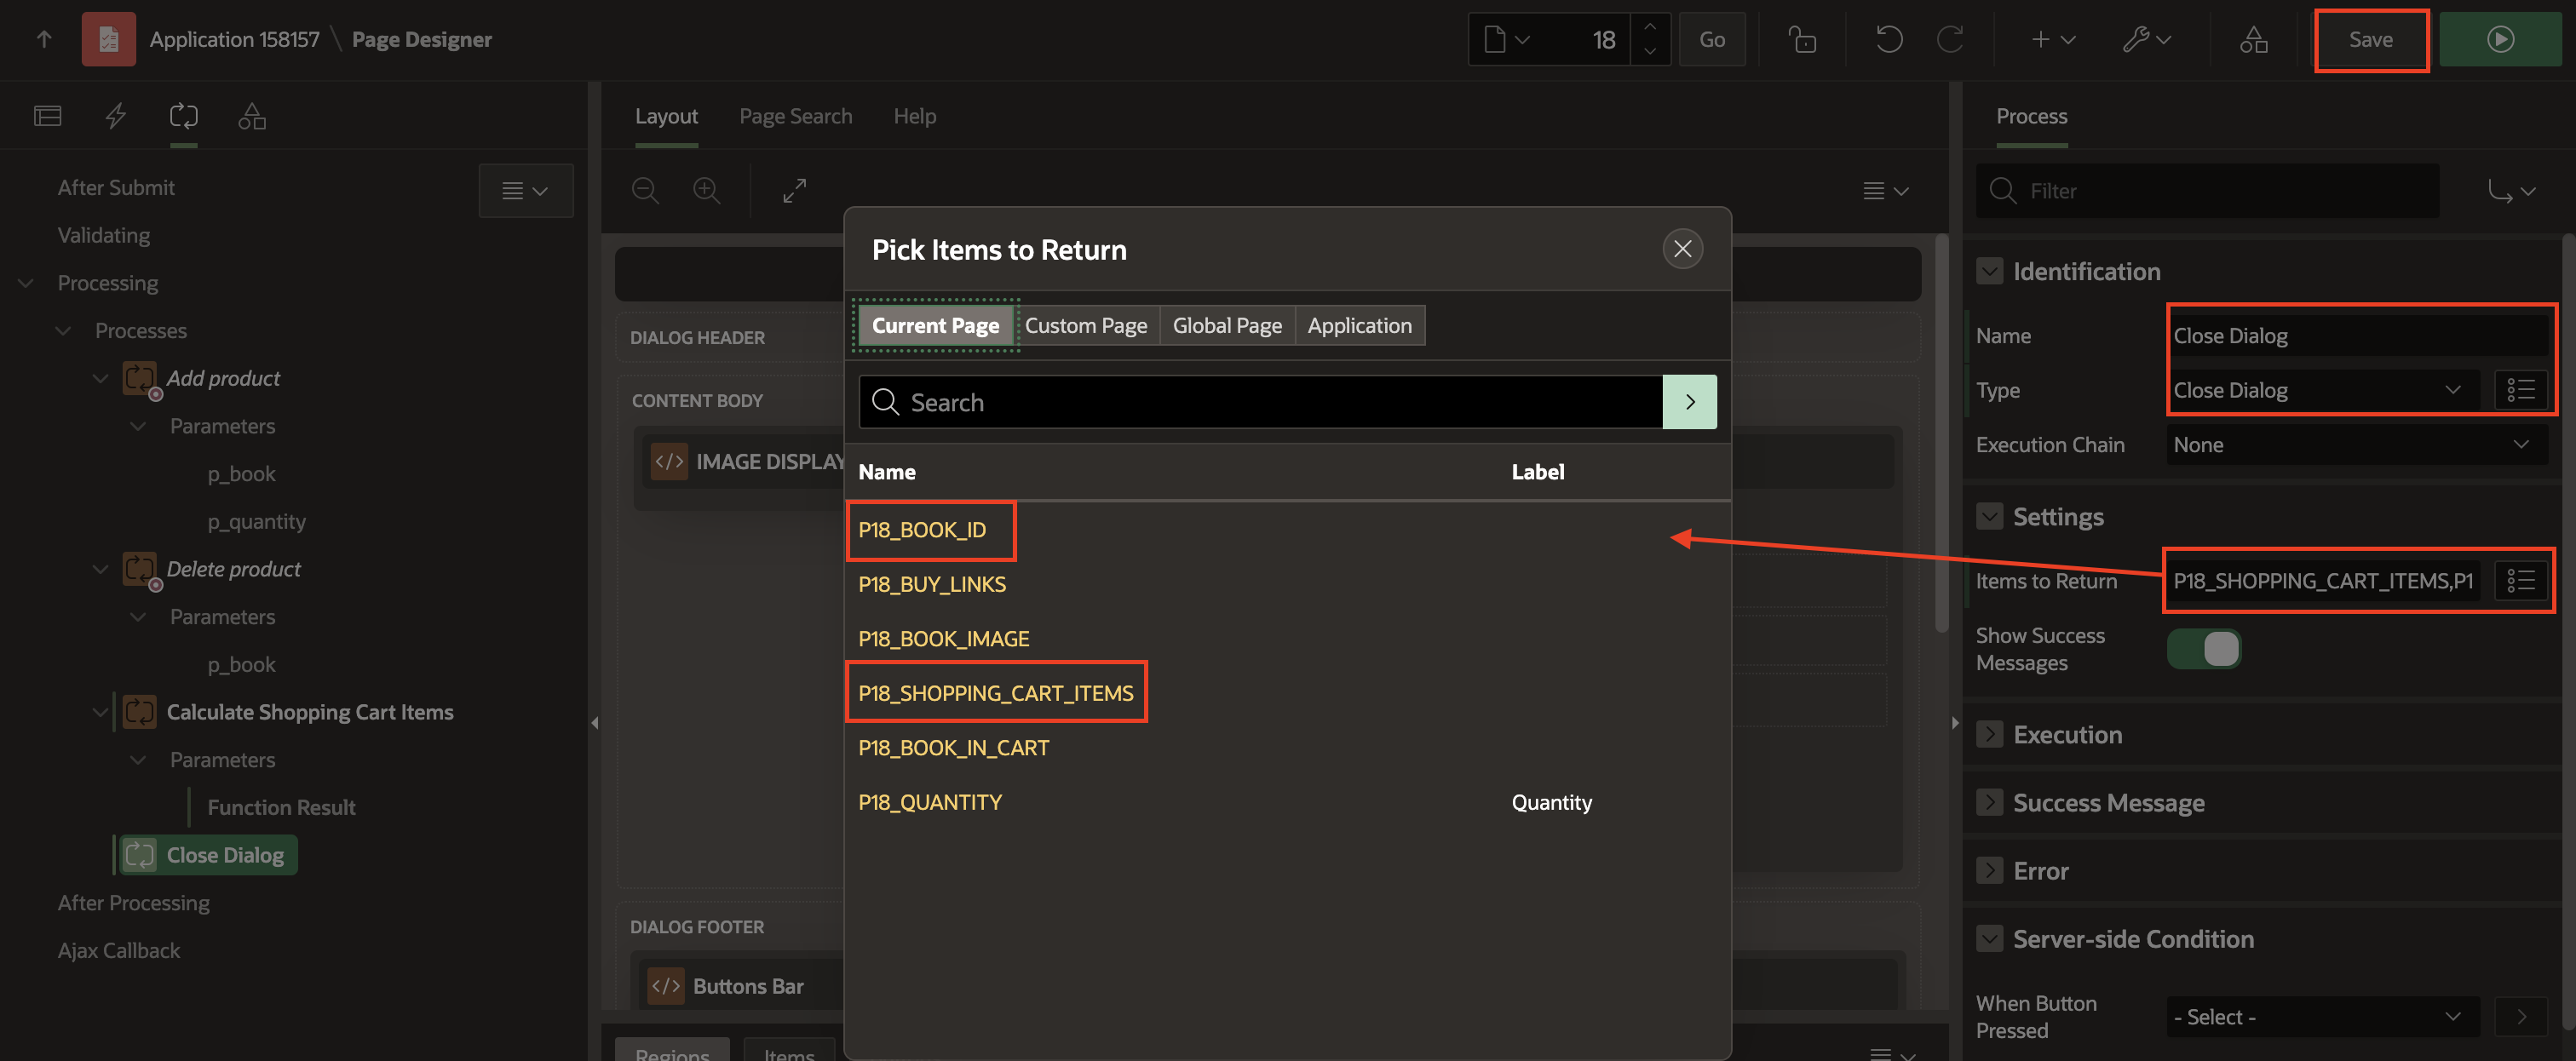 Application 158157 \ Page Designer
18
Go
Save
After Submit
Validating
Processing
Processes
Add product
Parameters
p_book
p_quantity
Delete product
Parameters
p_book
Calculate Shopping Cart Items
Parameters
Function Result
Close Dialog
After Processing
Ajax Callback
Layout
Page Search
Help
DIALOG HEADER
CONTENT BODY
</> IMAGE DISPLAY
DIALOG FOOTER
</> Buttons Bar
Regions
Items
Pick Items to Return
Current Page
Custom Page
Global Page
Application
Search
Name
Label
P18_BOOK_ID
P18_BUY_LINKS
P18_BOOK_IMAGE
P18_SHOPPING_CART_ITEMS
P18_BOOK_IN_CART
P18_QUANTITY
Quantity
Process
Filter
Identification
Name
Close Dialog
Type
Close Dialog
Execution Chain
None
Settings
Items to Return
P18_SHOPPING_CART_ITEMS,P1
Show Success
Messages
Execution
Success Message
Error
Server-side Condition
When Button
Pressed
- Select -